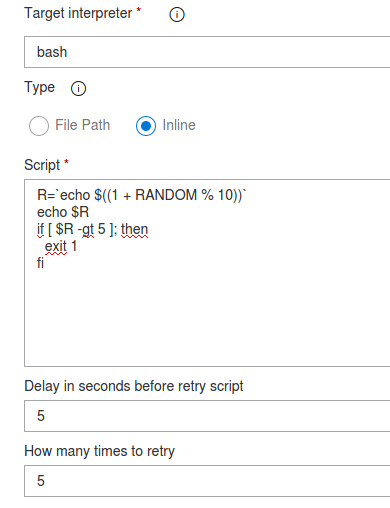 Target interpreter *
bash
Type
File Path
Inline
Script *
R=`echo $((1 + RANDOM % 10))`
echo $R
if [ $R -gt 5 ]; then
  exit 1
fi
Delay in seconds before retry script
5
How many times to retry
5